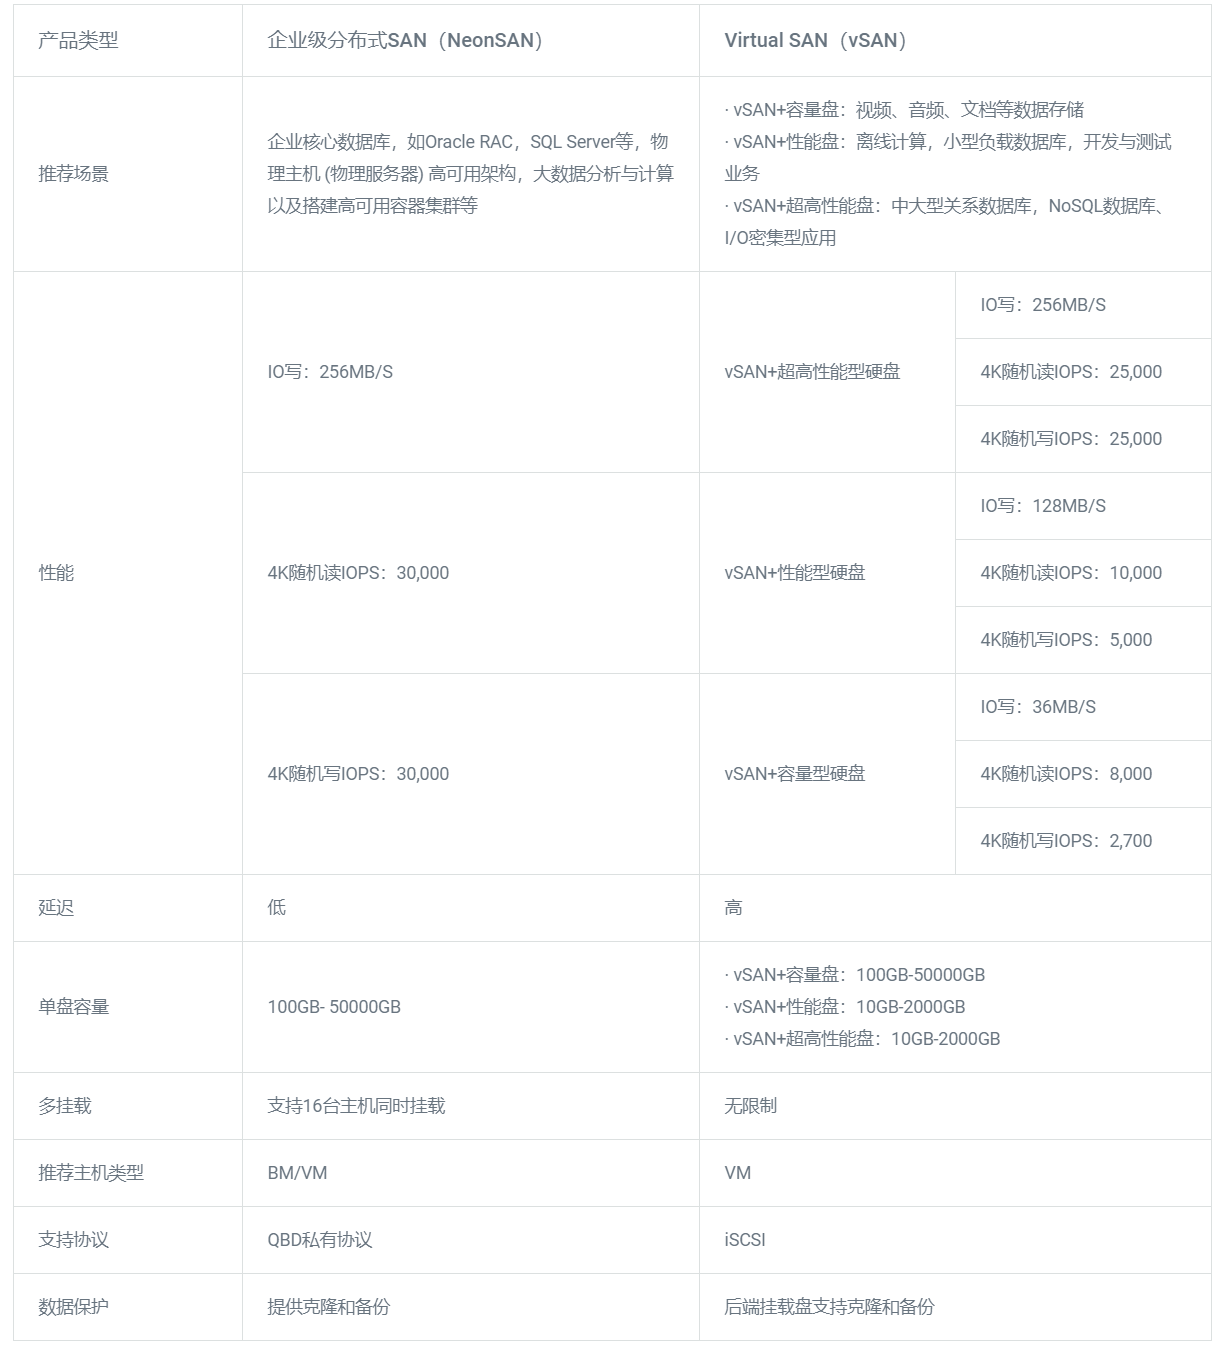 产品类型
企业级分布式SAN（NeonSAN）
Virtual SAN（vSAN）
推荐场景
企业核心数据库，如Oracle RAC，SQL Server等，物
理主机 (物理服务器) 高可用架构，大数据分析与计算
以及搭建高可用容器集群等
· vSAN+容量盘：视频、音频、文档等数据存储
· vSAN+性能盘：离线计算，小型负载数据库，开发与测试
业务
· vSAN+超高性能盘：中大型关系数据库，NoSQL数据库、
I/O密集型应用
性能
IO写：256MB/S
vSAN+超高性能型硬盘
IO写：256MB/S
4K随机读IOPS：25,000
4K随机写IOPS：25,000
4K随机读IOPS：30,000
vSAN+性能型硬盘
IO写：128MB/S
4K随机读IOPS：10,000
4K随机写IOPS：5,000
4K随机写IOPS：30,000
vSAN+容量型硬盘
IO写：36MB/S
4K随机读IOPS：8,000
4K随机写IOPS：2,700
延迟
低
高
单盘容量
100GB- 50000GB
· vSAN+容量盘：100GB-50000GB
· vSAN+性能盘：10GB-2000GB
· vSAN+超高性能盘：10GB-2000GB
多挂载
支持16台主机同时挂载
无限制
推荐主机类型
BM/VM
VM
支持协议
QBD私有协议
iSCSI
数据保护
提供克隆和备份
后端挂载盘支持克隆和备份